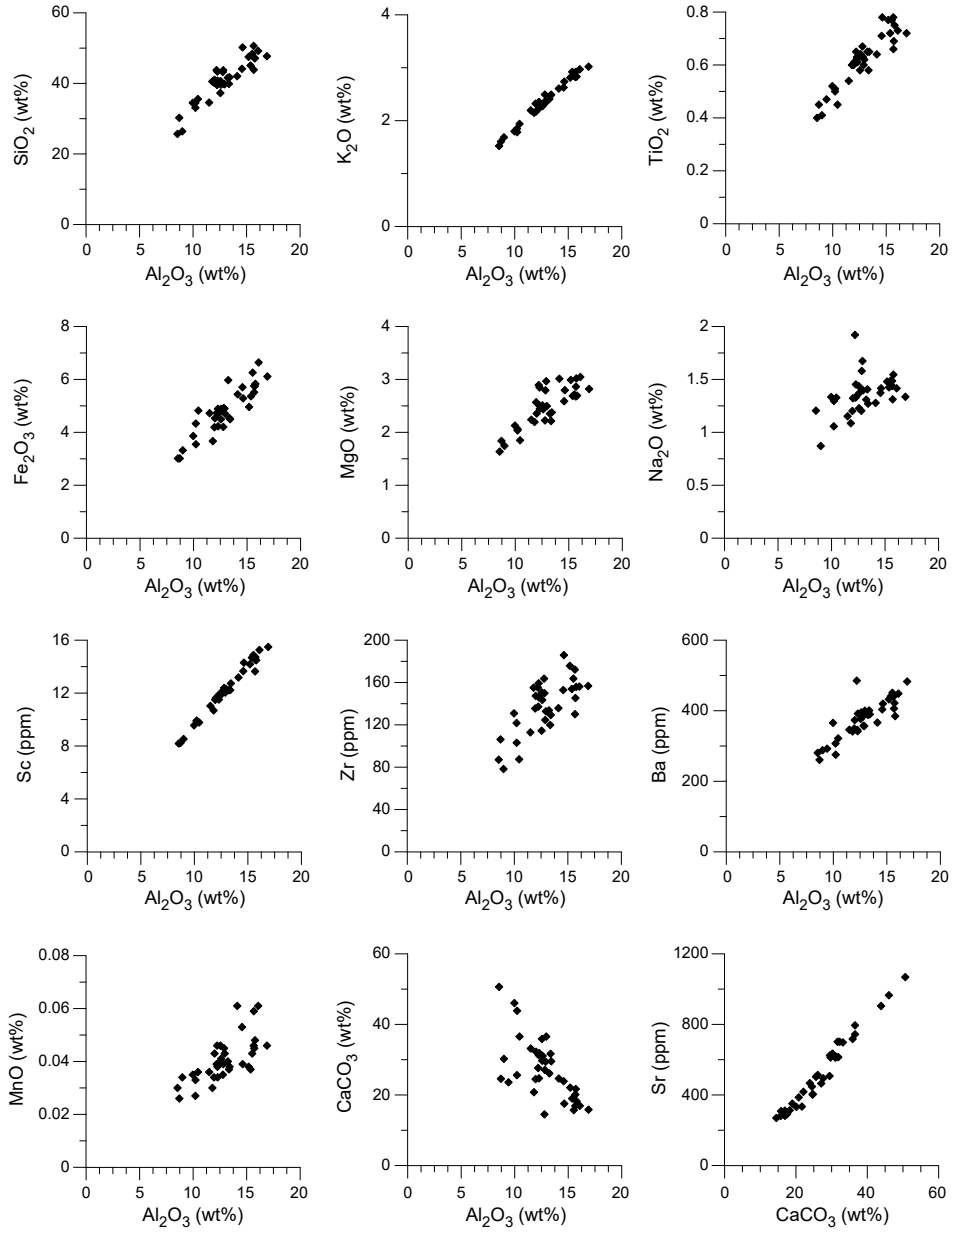 60
40
20
0
SiO₂ (wt%)
0 5 10 15 20
Al₂O₃ (wt%)
4
2
0
K₂O (wt%)
0 5 10 15 20
Al₂O₃ (wt%)
0.8
0.6
0.4
0.2
0
TiO₂ (wt%)
0 5 10 15 20
Al₂O₃ (wt%)
8
6
4
2
0
Fe₂O₃ (wt%)
0 5 10 15 20
Al₂O₃ (wt%)
4
3
2
1
0
MgO (wt%)
0 5 10 15 20
Al₂O₃ (wt%)
2
1.5
1
0.5
0
Na₂O (wt%)
0 5 10 15 20
Al₂O₃ (wt%)
16
12
8
4
0
Sc (ppm)
0 5 10 15 20
Al₂O₃ (wt%)
200
160
120
80
40
0
Zr (ppm)
0 5 10 15 20
Al₂O₃ (wt%)
600
400
200
0
Ba (ppm)
0 5 10 15 20
Al₂O₃ (wt%)
0.08
0.06
0.04
0.02
0
MnO (wt%)
0 5 10 15 20
Al₂O₃ (wt%)
60
40
20
0
CaCO₃ (wt%)
0 5 10 15 20
Al₂O₃ (wt%)
1200
800
400
0
Sr (ppm)
0 20 40 60
CaCO₃ (wt%)